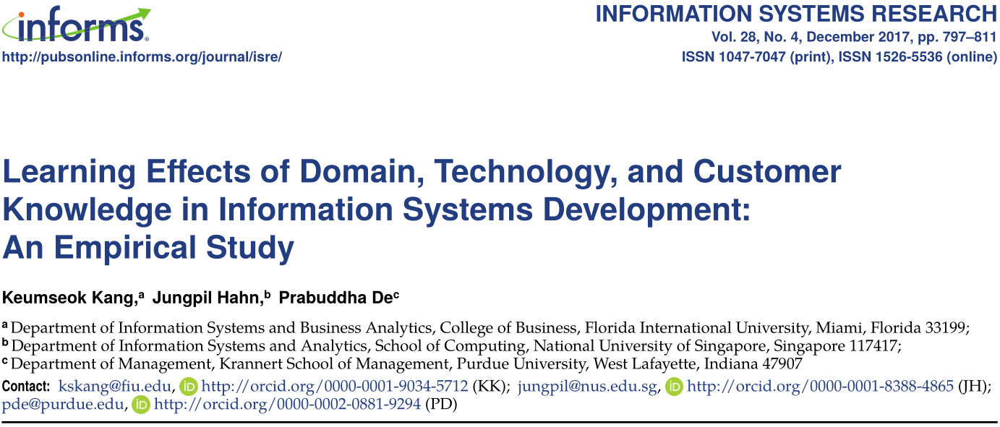 informs®
http://pubsonline.informs.org/journal/isre/
INFORMATION SYSTEMS RESEARCH
Vol. 28, No. 4, December 2017, pp. 797–811
ISSN 1047-7047 (print), ISSN 1526-5536 (online)
Learning Effects of Domain, Technology, and Customer
Knowledge in Information Systems Development:
An Empirical Study
Keumseok Kang,a Jungpil Hahn,b Prabuddha Dec
a Department of Information Systems and Business Analytics, College of Business, Florida International University, Miami, Florida 33199;
b Department of Information Systems and Analytics, School of Computing, National University of Singapore, Singapore 117417;
c Department of Management, Krannert School of Management, Purdue University, West Lafayette, Indiana 47907
Contact: kskang@fiu.edu, iD http://orcid.org/0000-0001-9034-5712 (KK); jungpil@nus.edu.sg, iD http://orcid.org/0000-0001-8388-4865 (JH);
pde@purdue.edu, iD http://orcid.org/0000-0002-0881-9294 (PD)